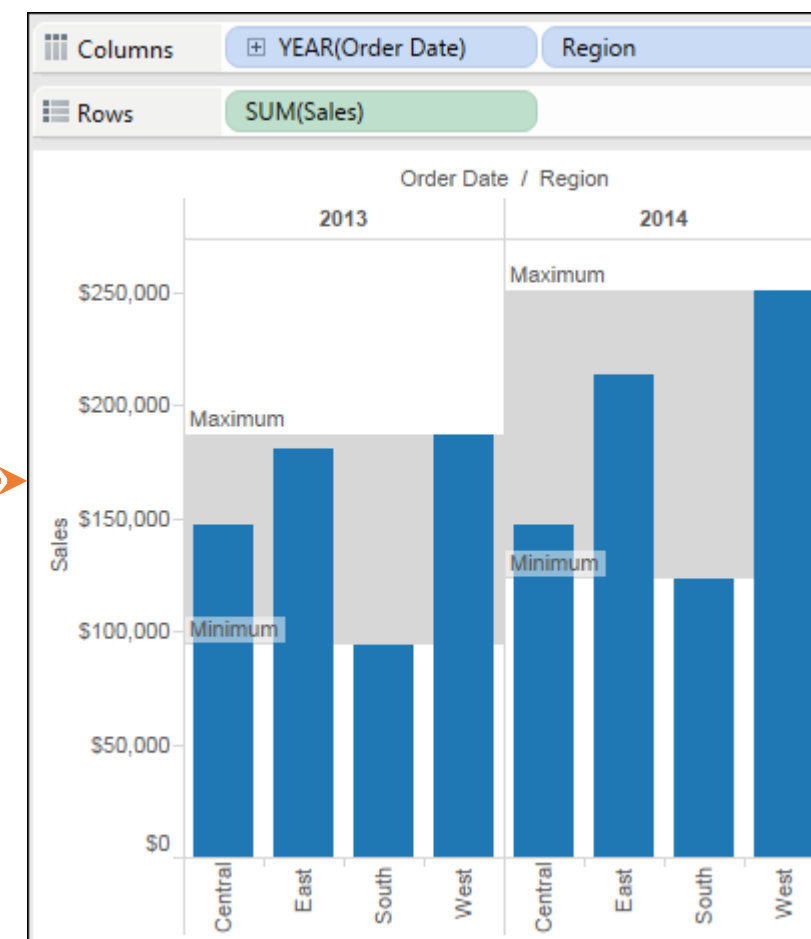 Columns YEAR(Order Date) Region
Rows SUM(Sales)
Order Date / Region
2013 2014
Maximum
$250,000
$200,000
Maximum
$150,000
Sales
Minimum
$100,000
Minimum
$50,000
$0
Central East South West Central East South West